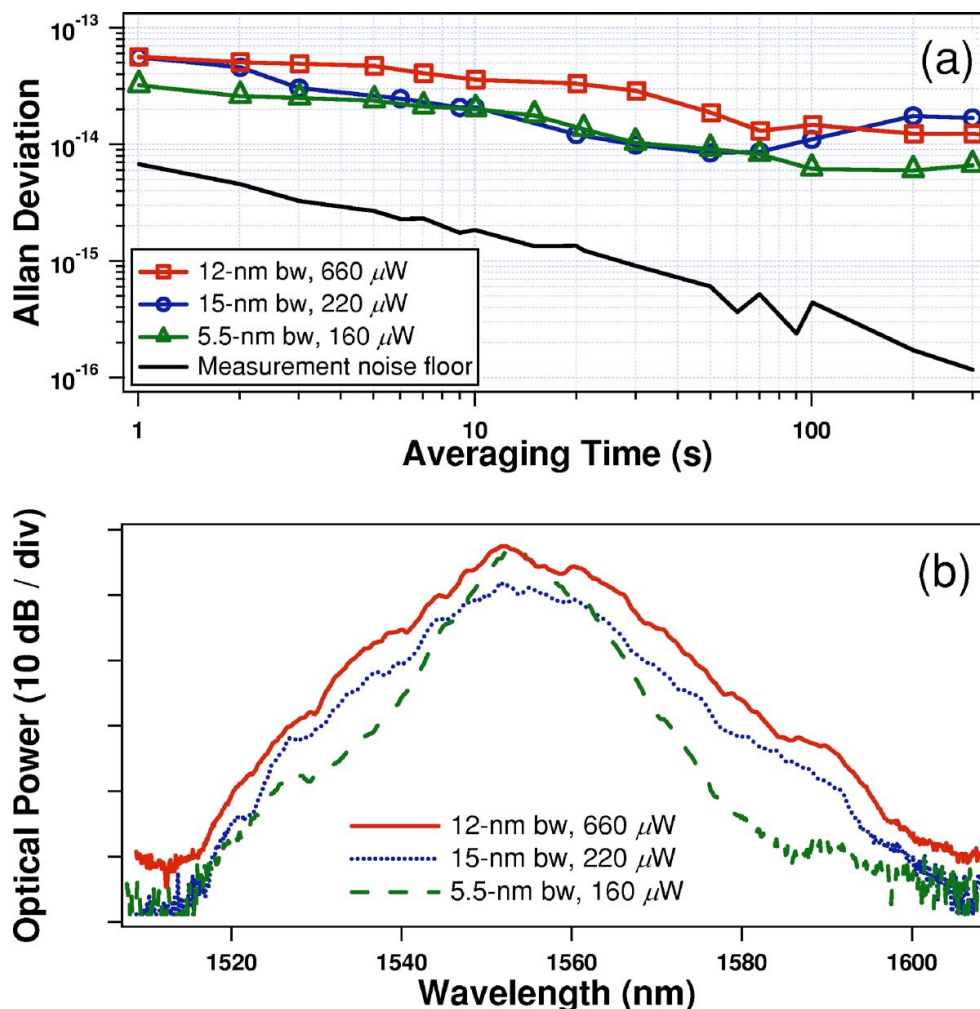 (a)
Allan Deviation
10⁻¹³
10⁻¹⁴
10⁻¹⁵
10⁻¹⁶
12-nm bw, 660 μW
15-nm bw, 220 μW
5.5-nm bw, 160 μW
Measurement noise floor
1 10 100
Averaging Time (s)
(b)
Optical Power (10 dB / div)
12-nm bw, 660 μW
15-nm bw, 220 μW
5.5-nm bw, 160 μW
1520 1540 1560 1580 1600
Wavelength (nm)